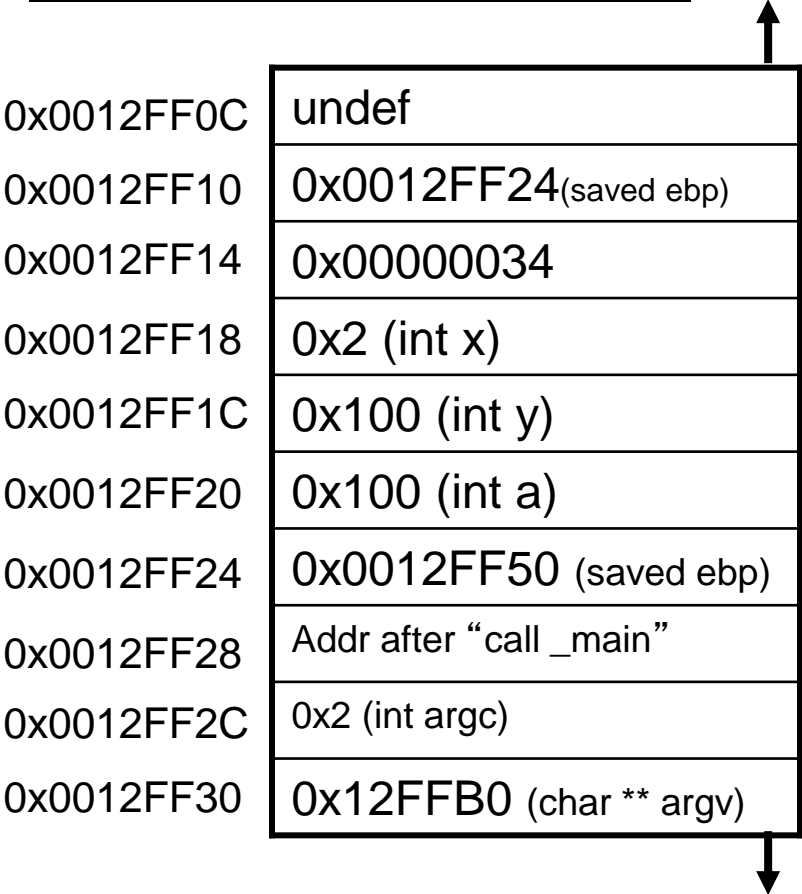 0x0012FF0C undef
0x0012FF10 0x0012FF24(saved ebp)
0x0012FF14 0x00000034
0x0012FF18 0x2 (int x)
0x0012FF1C 0x100 (int y)
0x0012FF20 0x100 (int a)
0x0012FF24 0x0012FF50 (saved ebp)
0x0012FF28 Addr after “call _main”
0x0012FF2C 0x2 (int argc)
0x0012FF30 0x12FFB0 (char ** argv)